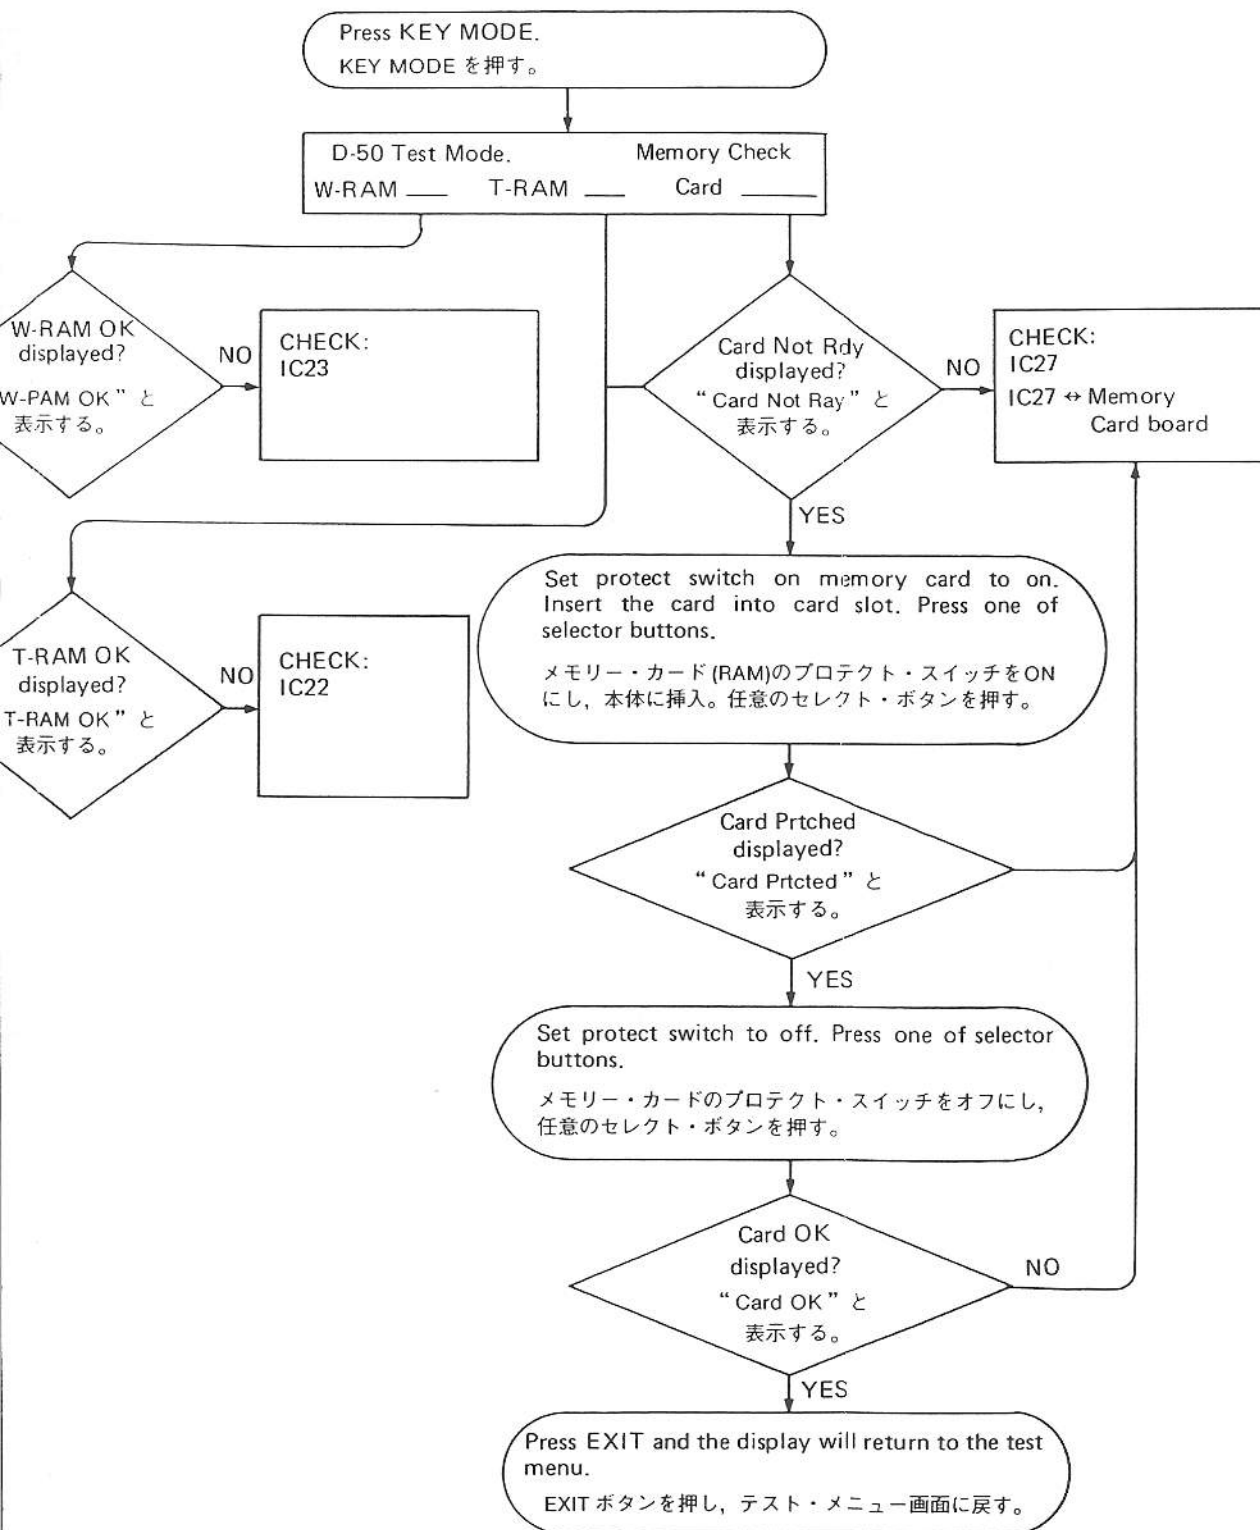 Press KEY MODE.
KEY MODE を押す。
D-50 Test Mode. Memory Check
W-RAM ___ T-RAM ___ Card ______
W-RAM OK
displayed?
W-PAM OK” と
表示する。
NO
CHECK:
IC23
Card Not Rdy
displayed?
“Card Not Ray” と
表示する。
NO
CHECK:
IC27
IC27 ↔ Memory
Card board
YES
Set protect switch on memory card to on.
Insert the card into card slot. Press one of
selector buttons.
メモリー・カード(RAM)のプロテクト・スイッチをON
にし，本体に挿入。任意のセレクト・ボタンを押す。
T-RAM OK
displayed?
T-RAM OK” と
表示する。
NO
CHECK:
IC22
Card Prtched
displayed?
“Card Prtcted” と
表示する。
YES
Set protect switch to off. Press one of selector
buttons.
メモリー・カードのプロテクト・スイッチをオフにし，
任意のセレクト・ボタンを押す。
Card OK
displayed?
“Card OK” と
表示する。
NO
YES
Press EXIT and the display will return to the test
menu.
EXIT ボタンを押し，テスト・メニュー画面に戻す。